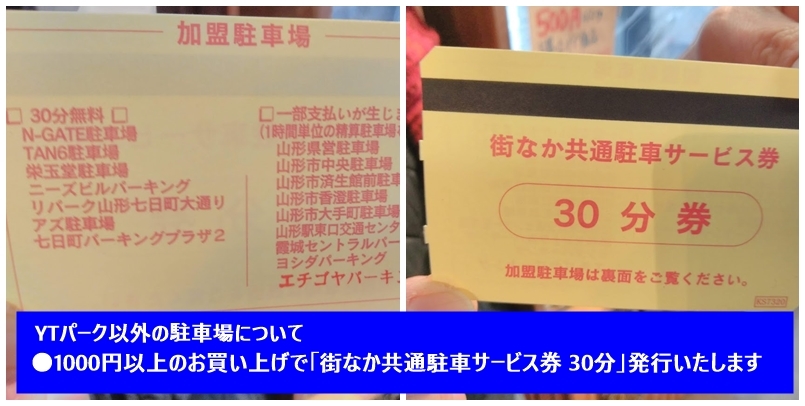 加盟駐車場
□ 30分無料 □
N-GATE駐車場
TAN6駐車場
栄玉堂駐車場
ニーズビルパーキング
リパーク山形七日町大通り
アズ駐車場
七日町パーキングプラザ2
□一部支払いが生じま
(1時間単位の精算駐車場
山形県営駐車場
山形市中央駐車場
山形市済生館前駐車
山形市香澄駐車場
山形市大手町駐車場
山形駅東口交通センタ
霞城セントラルパー
ヨシダパーキング
エチゴヤパーキ
500円
街なか共通駐車サービス券
30分券
加盟駐車場は裏面をご覧ください。
YTパーク以外の駐車場について
●1000円以上のお買い上げで「街なか共通駐車サービス券 30分」発行いたします